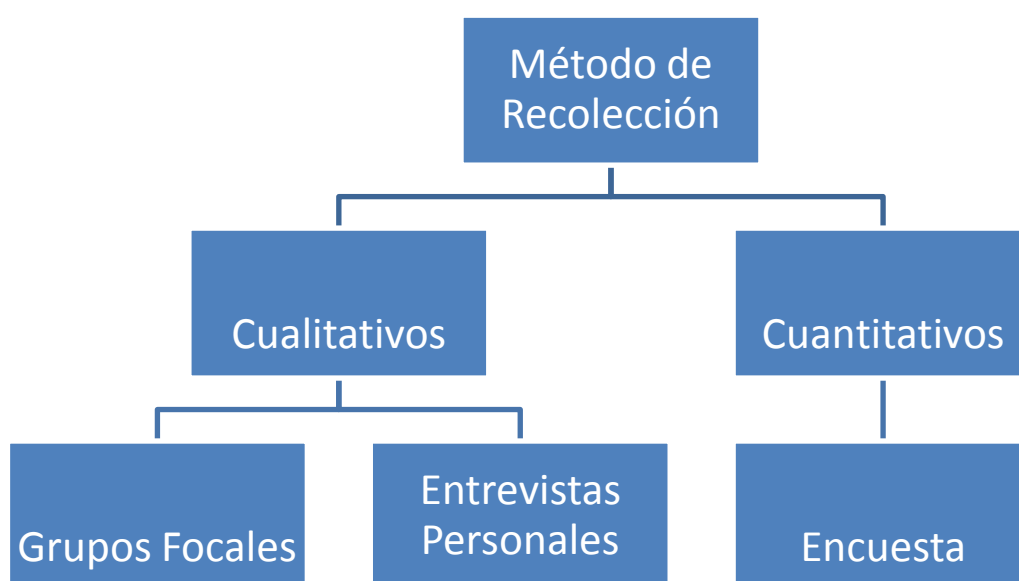 Método de
Recolección
Cualitativos
Cuantitativos
Grupos Focales
Entrevistas
Personales
Encuesta